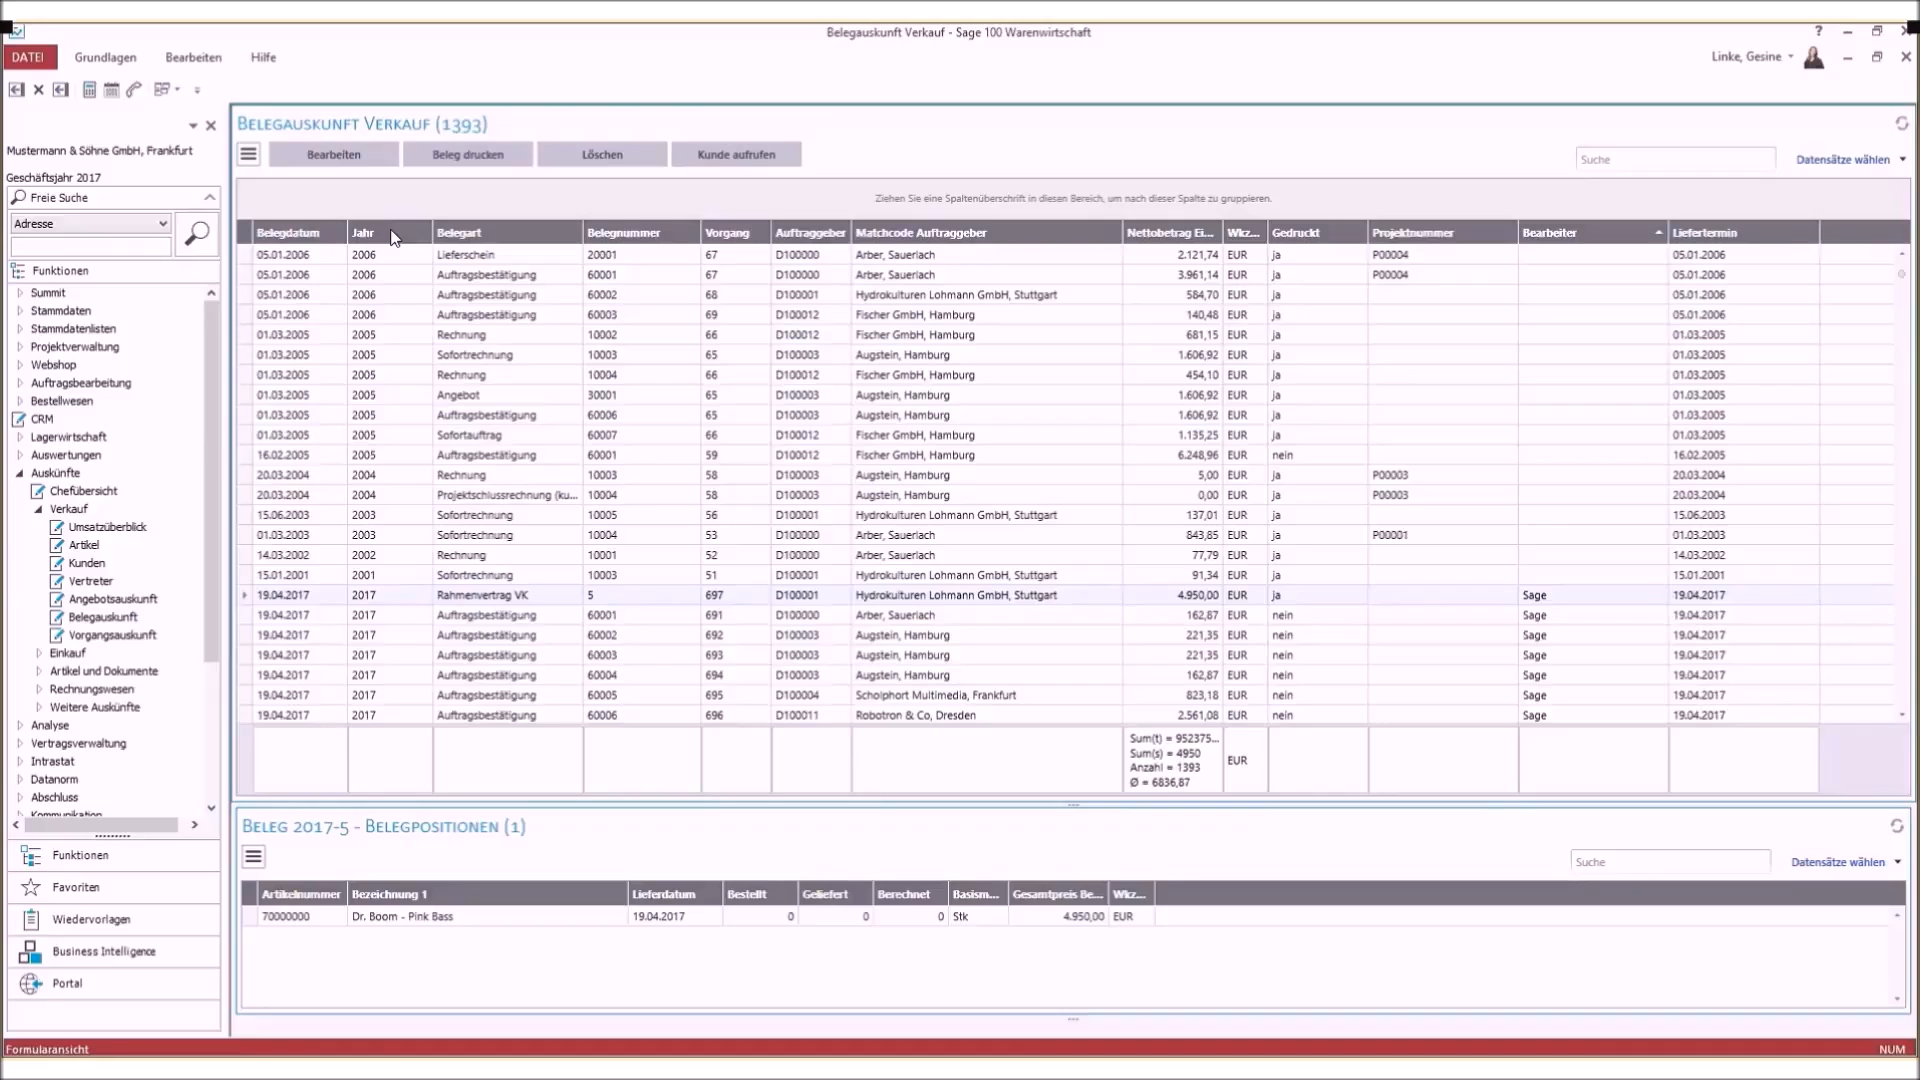 Belegauskunft Verkauf - Sage 100 Warenwirtschaft
?
DATEI Grundlagen Bearbeiten Hilfe
Linke, Gesine
Mustermann & Söhne GmbH, Frankfurt
Geschäftsjahr 2017
Freie Suche
Adresse
Funktionen
Summit
Stammdaten
Stammdatenlisten
Projektverwaltung
Webshop
Auftragsbearbeitung
Bestellwesen
CRM
Lagerwirtschaft
Auswertungen
Auskünfte
Chefübersicht
Verkauf
Umsatzüberblick
Artikel
Kunden
Vertreter
Angebotsauskunft
Belegauskunft
Vorgangsauskunft
Einkauf
Artikel und Dokumente
Rechnungswesen
Weitere Auskünfte
Analyse
Vertragsverwaltung
Intrastat
Datanorm
Abschluss
Kommunikation
Funktionen
Favoriten
Wiedervorlagen
Business Intelligence
Portal
Belegauskunft Verkauf (1393)
Bearbeiten Beleg drucken Löschen Kunde aufrufen
Suche Datensätze wählen
Ziehen Sie eine Spaltenüberschrift in diesen Bereich, um nach dieser Spalte zu gruppieren.
Belegdatum Jahr Belegart Belegnummer Vorgang Auftraggeber Matchcode Auftraggeber Nettobetrag Ei... Wkz... Gedruckt Projektnummer Bearbeiter Liefertermin
05.01.2006 2006 Lieferschein 20001 67 D100000 Arber, Sauerlach 2.121,74 EUR ja P00004 05.01.2006
05.01.2006 2006 Auftragsbestätigung 60001 67 D100000 Arber, Sauerlach 3.961,14 EUR ja P00004 05.01.2006
05.01.2006 2006 Auftragsbestätigung 60002 68 D100001 Hydrokulturen Lohmann GmbH, Stuttgart 584,70 EUR ja 05.01.2006
05.01.2006 2006 Auftragsbestätigung 60003 69 D100012 Fischer GmbH, Hamburg 140,48 EUR ja 05.01.2006
01.03.2005 2005 Rechnung 10002 66 D100012 Fischer GmbH, Hamburg 681,15 EUR ja 01.03.2005
01.03.2005 2005 Sofortrechnung 10003 65 D100003 Augstein, Hamburg 1.606,92 EUR ja 01.03.2005
01.03.2005 2005 Rechnung 10004 66 D100012 Fischer GmbH, Hamburg 454,10 EUR ja 01.03.2005
01.03.2005 2005 Angebot 30001 65 D100003 Augstein, Hamburg 1.606,92 EUR ja 01.03.2005
01.03.2005 2005 Auftragsbestätigung 60006 65 D100003 Augstein, Hamburg 1.606,92 EUR ja 01.03.2005
01.03.2005 2005 Sofortauftrag 60007 66 D100012 Fischer GmbH, Hamburg 1.135,25 EUR ja 01.03.2005
16.02.2005 2005 Auftragsbestätigung 60001 59 D100012 Fischer GmbH, Hamburg 6.248,96 EUR nein 16.02.2005
20.03.2004 2004 Rechnung 10003 58 D100003 Augstein, Hamburg 5,00 EUR ja P00003 20.03.2004
20.03.2004 2004 Projektschlussrechnung (ku... 10004 58 D100003 Augstein, Hamburg 0,00 EUR ja P00003 20.03.2004
15.06.2003 2003 Sofortrechnung 10005 56 D100001 Hydrokulturen Lohmann GmbH, Stuttgart 137,01 EUR ja 15.06.2003
01.03.2003 2003 Sofortrechnung 10004 53 D100000 Arber, Sauerlach 843,85 EUR ja P00001 01.03.2003
14.03.2002 2002 Rechnung 10001 52 D100000 Arber, Sauerlach 77,79 EUR ja 14.03.2002
15.01.2001 2001 Sofortrechnung 10003 51 D100001 Hydrokulturen Lohmann GmbH, Stuttgart 91,34 EUR ja 15.01.2001
19.04.2017 2017 Rahmenvertrag VK 5 697 D100001 Hydrokulturen Lohmann GmbH, Stuttgart 4.950,00 EUR ja Sage 19.04.2017
19.04.2017 2017 Auftragsbestätigung 60001 691 D100000 Arber, Sauerlach 162,87 EUR nein Sage 19.04.2017
19.04.2017 2017 Auftragsbestätigung 60002 692 D100003 Augstein, Hamburg 221,35 EUR nein Sage 19.04.2017
19.04.2017 2017 Auftragsbestätigung 60003 693 D100003 Augstein, Hamburg 221,35 EUR nein Sage 19.04.2017
19.04.2017 2017 Auftragsbestätigung 60004 694 D100003 Augstein, Hamburg 162,87 EUR nein Sage 19.04.2017
19.04.2017 2017 Auftragsbestätigung 60005 695 D100004 Scholphort Multimedia, Frankfurt 823,18 EUR nein Sage 19.04.2017
19.04.2017 2017 Auftragsbestätigung 60006 696 D100011 Robotron & Co, Dresden 2.561,08 EUR nein Sage 19.04.2017
Sum(t) = 952375...
Sum(s) = 4950
EUR
Anzahl = 1393
Ø = 6836,87
Beleg 2017-5 - Belegpositionen (1)
Suche Datensätze wählen
Artikelnummer Bezeichnung 1 Lieferdatum Bestellt Geliefert Berechnet Basism... Gesamtpreis Be... Wkz...
70000000 Dr. Boom - Pink Bass 19.04.2017 0 0 0 Stk 4.950,00 EUR
Formularansicht NUM